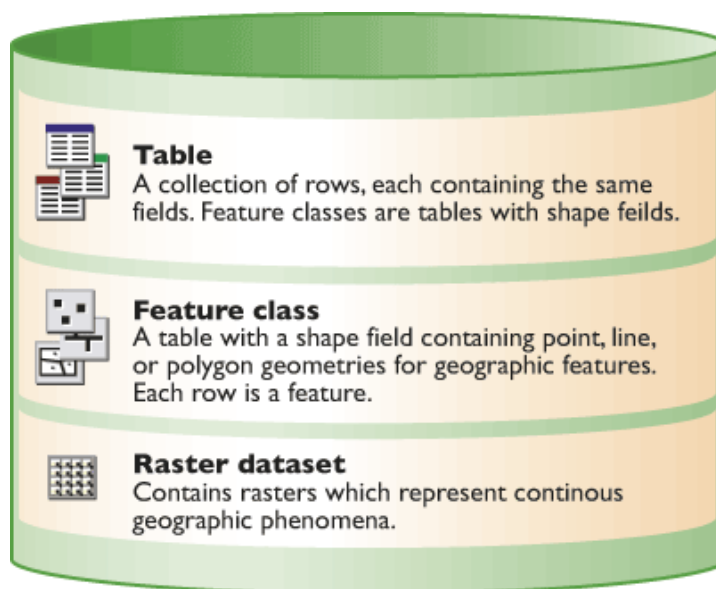 Table
A collection of rows, each containing the same
fields. Feature classes are tables with shape feilds.
Feature class
A table with a shape field containing point, line,
or polygon geometries for geographic features.
Each row is a feature.
Raster dataset
Contains rasters which represent continous
geographic phenomena.